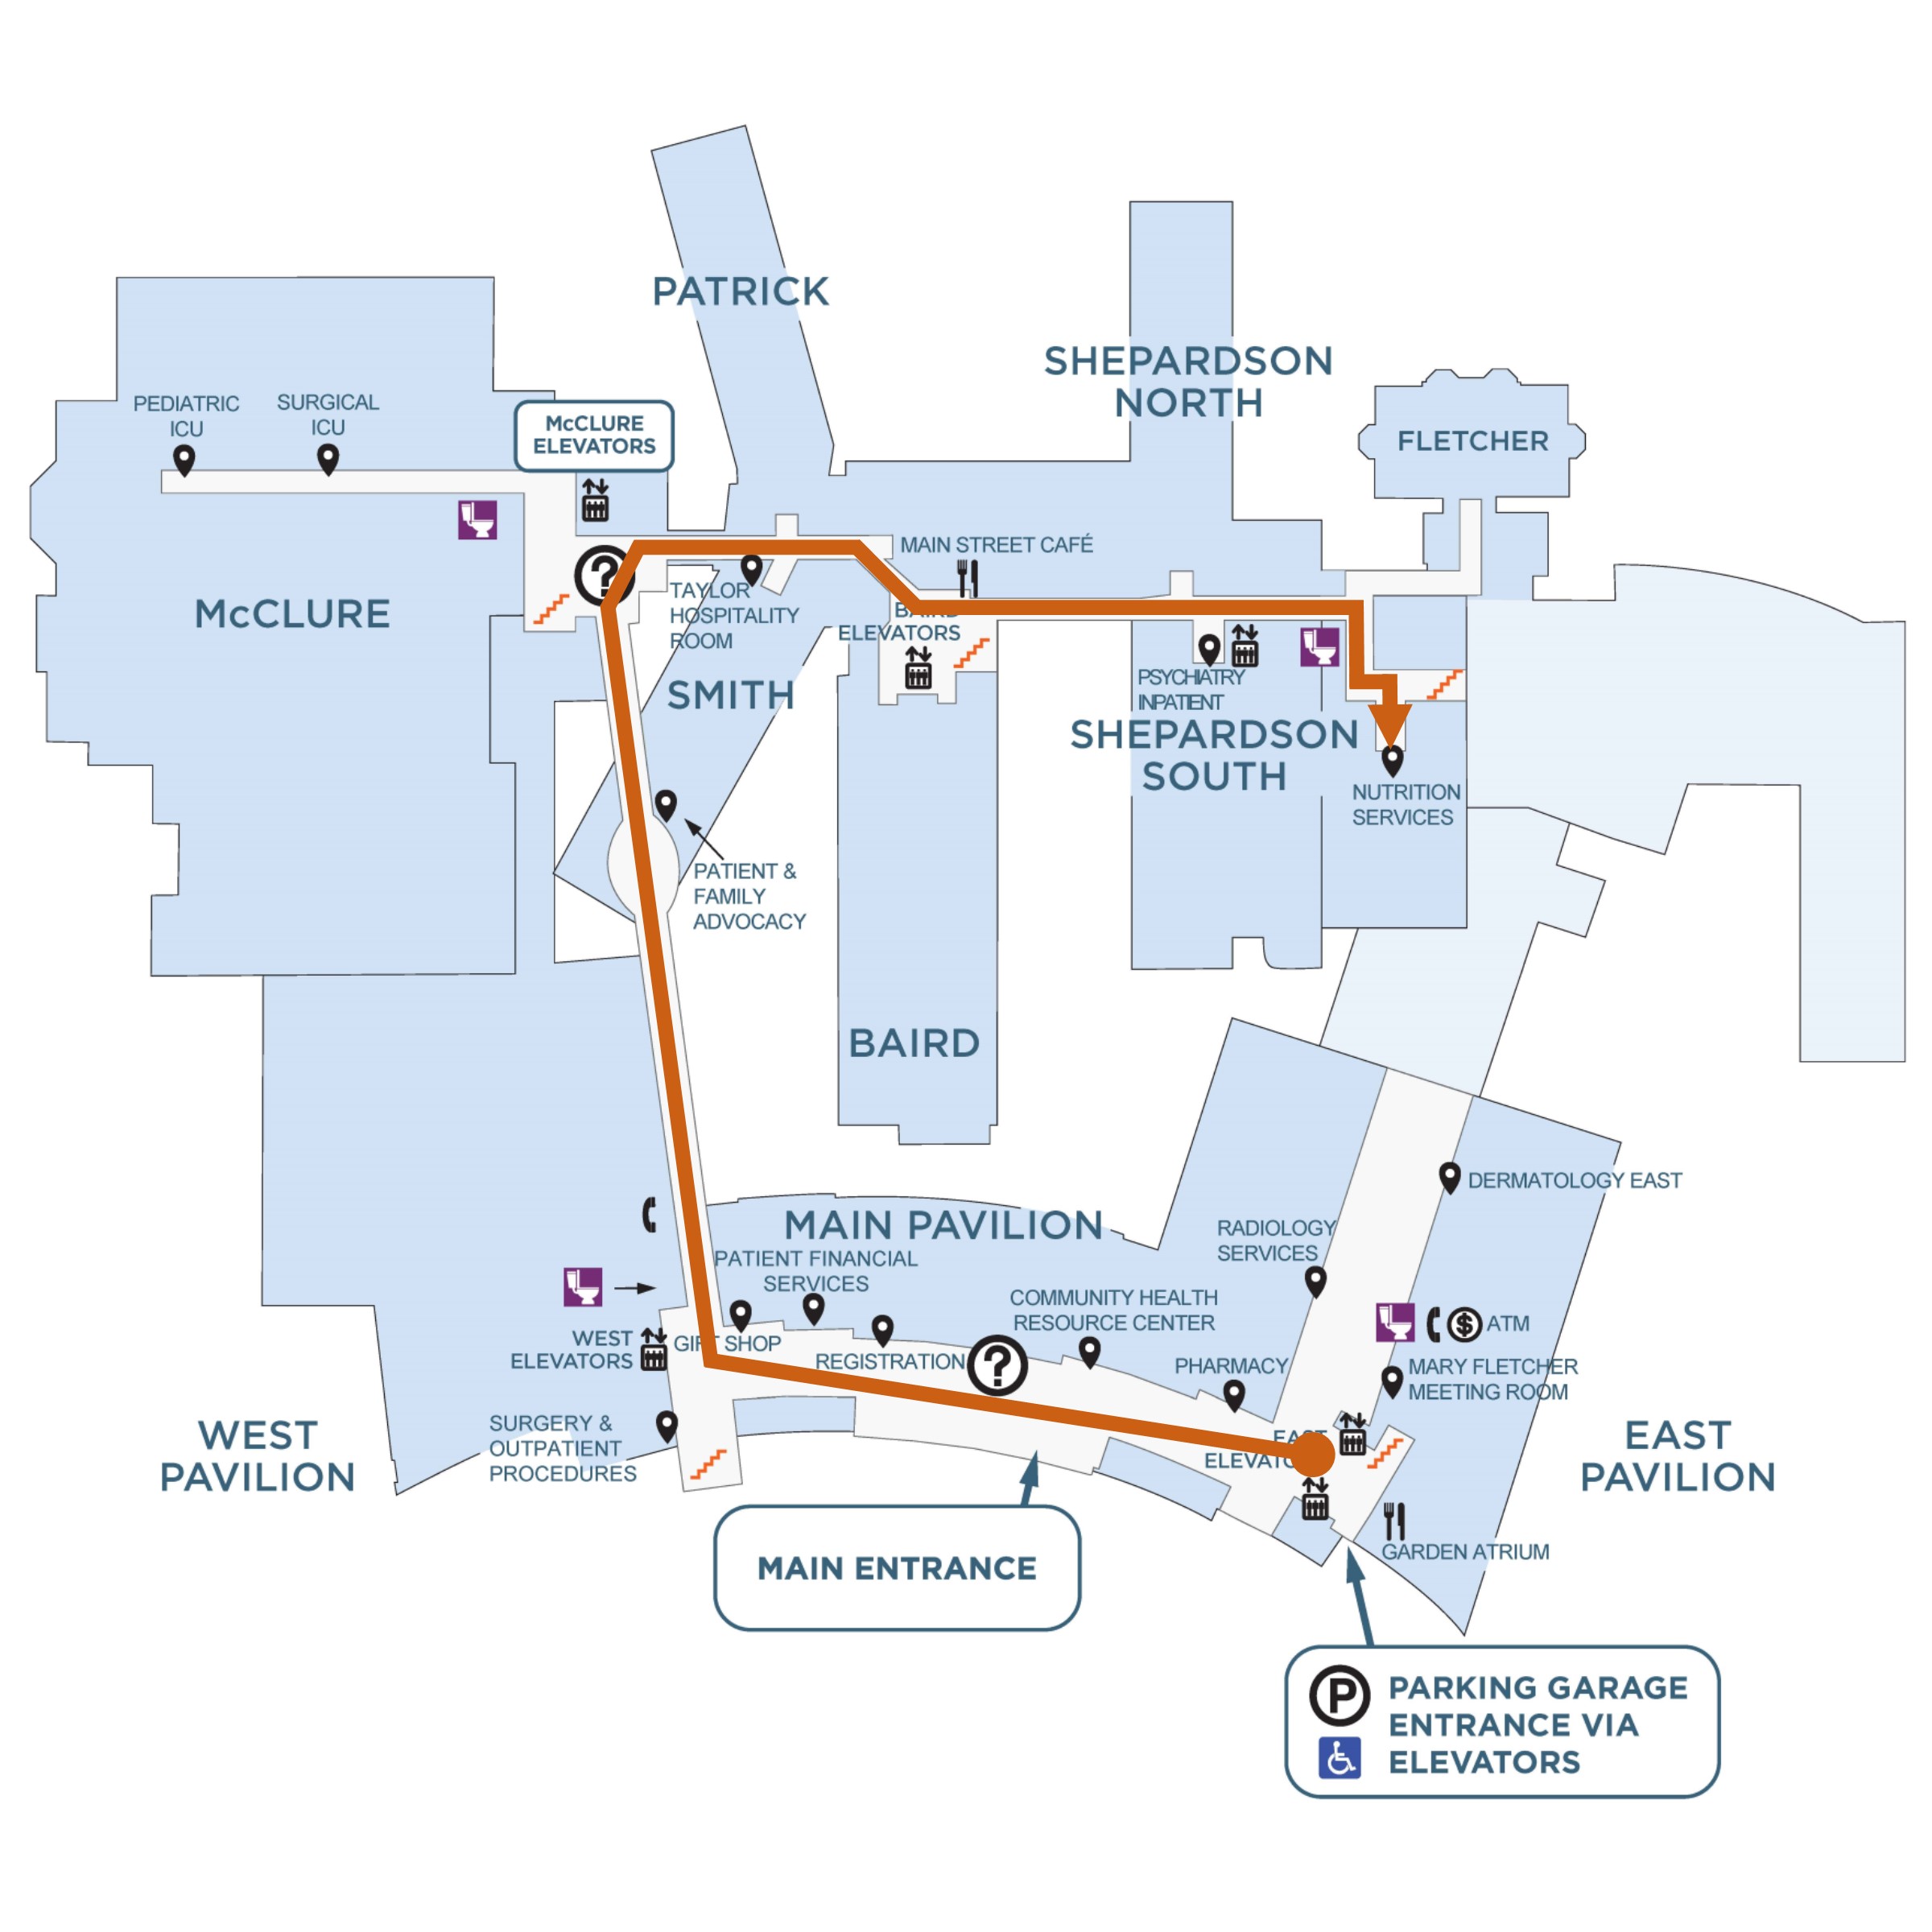 PATRICK
SHEPARDSON
NORTH
FLETCHER
PEDIATRIC
ICU
SURGICAL
ICU
McCLURE
ELEVATORS
McCLURE
?
TAYLOR
HOSPITALITY
ROOM
MAIN STREET CAFÉ
BAIRD
ELEVATORS
SMITH
PSYCHIATRY
INPATIENT
SHEPARDSON
SOUTH
NUTRITION
SERVICES
PATIENT &
FAMILY
ADVOCACY
BAIRD
DERMATOLOGY EAST
MAIN PAVILION
RADIOLOGY
SERVICES
PATIENT FINANCIAL
SERVICES
COMMUNITY HEALTH
RESOURCE CENTER
$ ATM
WEST
ELEVATORS
GIFT SHOP
REGISTRATION
?
PHARMACY
MARY FLETCHER
MEETING ROOM
SURGERY &
OUTPATIENT
PROCEDURES
WEST
PAVILION
EAST
ELEVATO
EAST
PAVILION
GARDEN ATRIUM
MAIN ENTRANCE
P
PARKING GARAGE
ENTRANCE VIA
ELEVATORS